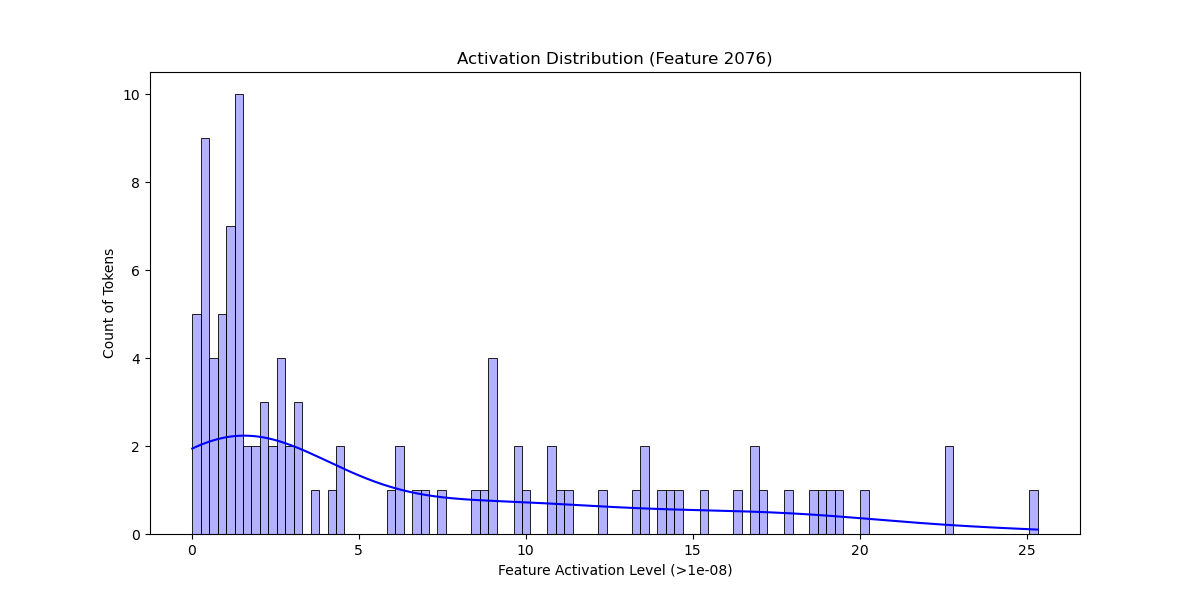 Activation Distribution (Feature 2076)
10
8
6
4
2
0
Count of Tokens
0 5 10 15 20 25
Feature Activation Level (>1e-08)